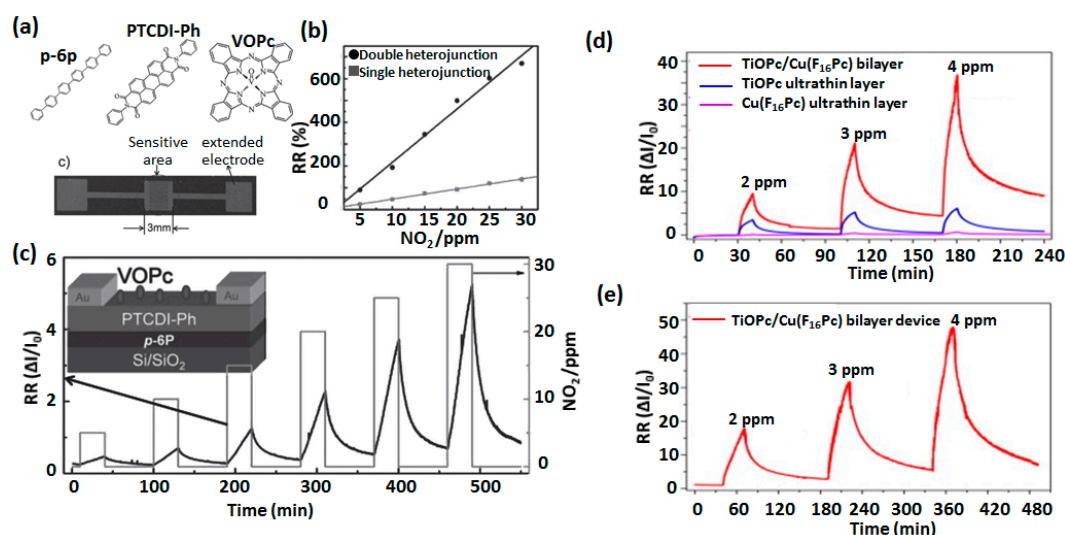 (a)
p-6p
PTCDI-Ph
VOPc
Sensitive
area
extended
electrode
c)
3mm
(b)
Double heterojunction
Single heterojunction
RR (%)
600
400
200
0
5 10 15 20 25 30
NO2/ppm
(c)
VOPc
Au
Au
PTCDI-Ph
p-6P
Si/SiO2
RR (ΔI/I0)
6
4
2
0
30
20
10
0
NO2/ppm
0 100 200 300 400 500
Time (min)
(d)
TiOPc/Cu(F16Pc) bilayer
TiOPc ultrathin layer
Cu(F16Pc) ultrathin layer
2 ppm
3 ppm
4 ppm
RR (ΔI/I0)
40
30
20
10
0
0 30 60 90 120 150 180 210 240
Time (min)
(e)
TiOPc/Cu(F16Pc) bilayer device
2 ppm
3 ppm
4 ppm
RR (ΔI/I0)
50
40
30
20
10
0
0 60 120 180 240 300 360 420 480
Time (min)